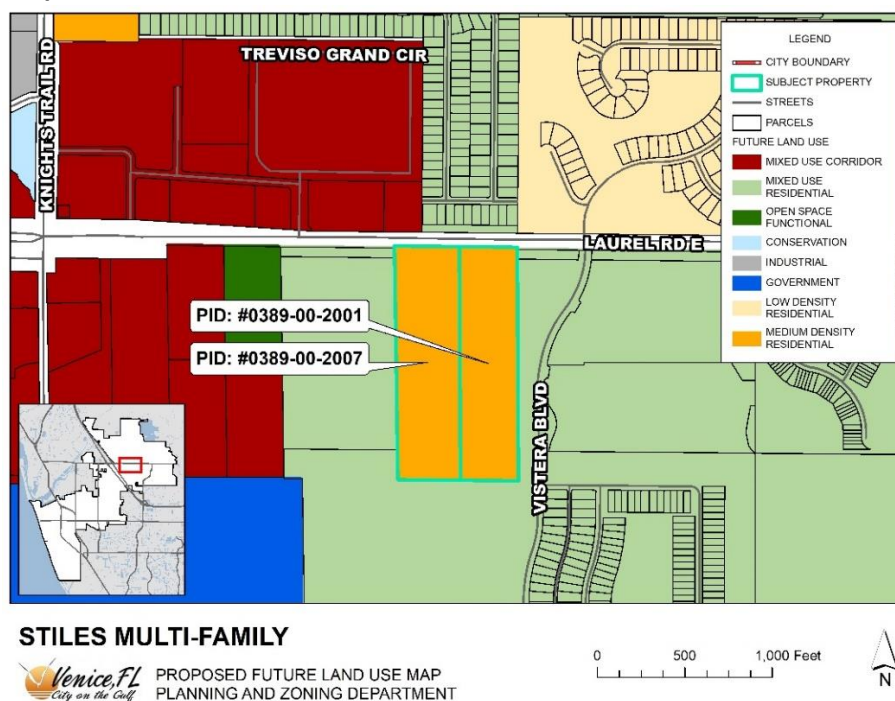 KNIGHTS TRAIL RD
TREVISO GRAND CIR
LAUREL RD E
VISTERA BLVD
PID: #0389-00-2001
PID: #0389-00-2007
LEGEND
CITY BOUNDARY
SUBJECT PROPERTY
STREETS
PARCELS
FUTURE LAND USE
MIXED USE CORRIDOR
MIXED USE
RESIDENTIAL
OPEN SPACE
FUNCTIONAL
CONSERVATION
INDUSTRIAL
GOVERNMENT
LOW DENSITY
RESIDENTIAL
MEDIUM DENSITY
RESIDENTIAL
STILES MULTI-FAMILY
Venice, FL
City on the Gulf
PROPOSED FUTURE LAND USE MAP
PLANNING AND ZONING DEPARTMENT
0 500 1,000 Feet
N